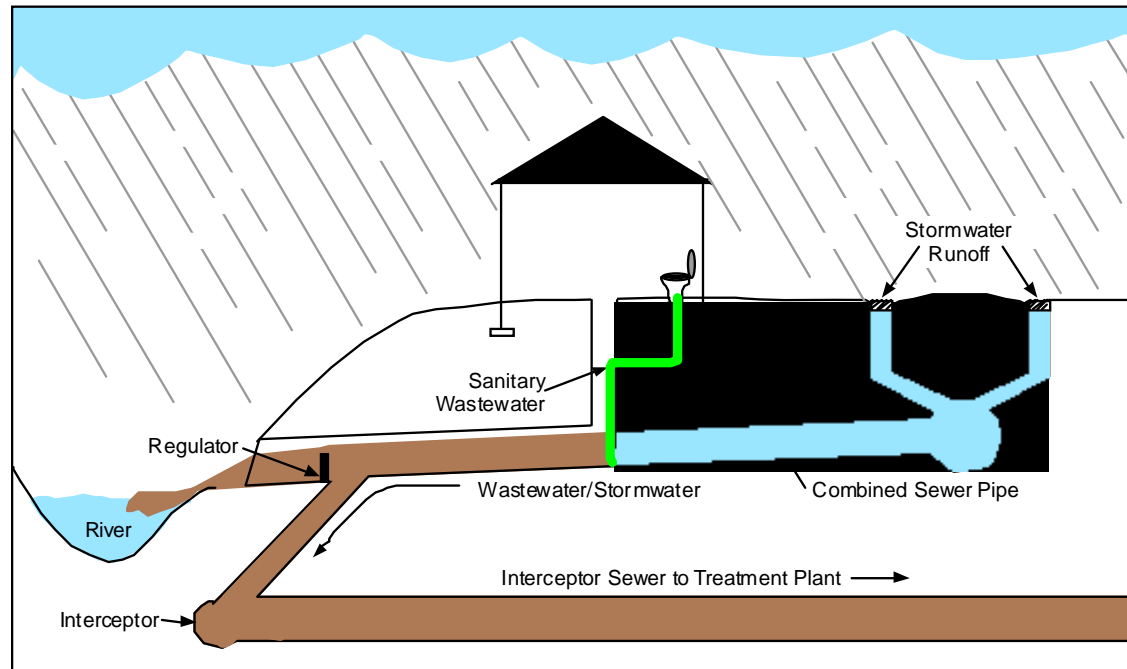 Stormwater
Runoff
Sanitary
Wastewater
Regulator
Wastewater/Stormwater
Combined Sewer Pipe
River
Interceptor Sewer to Treatment Plant
Interceptor